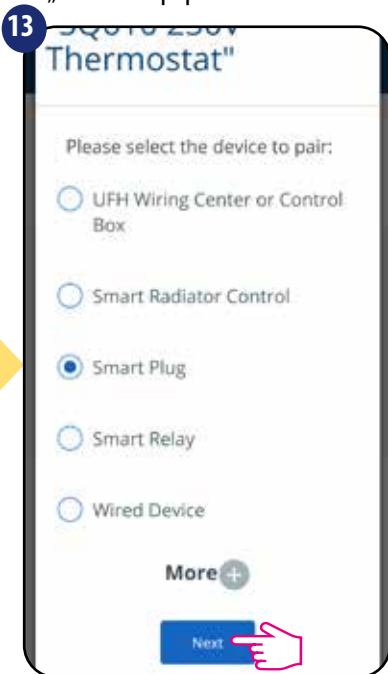 13
Thermostat"
Please select the device to pair:
UFH Wiring Center or Control
Box
Smart Radiator Control
Smart Plug
Smart Relay
Wired Device
More +
Next